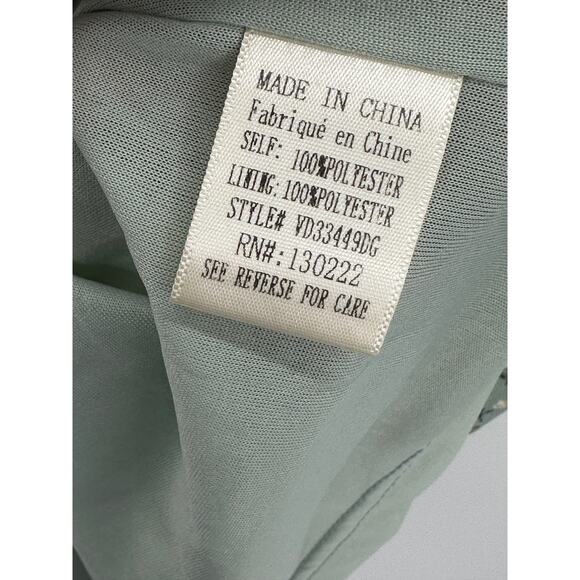 MADE IN CHINA
Fabriqué en Chine
SELF: 100%POLYESTER
LINING:100%POLYESTER
STYLE# VD33449DG
RN#:130222
SEE REVERSE FOR CARE